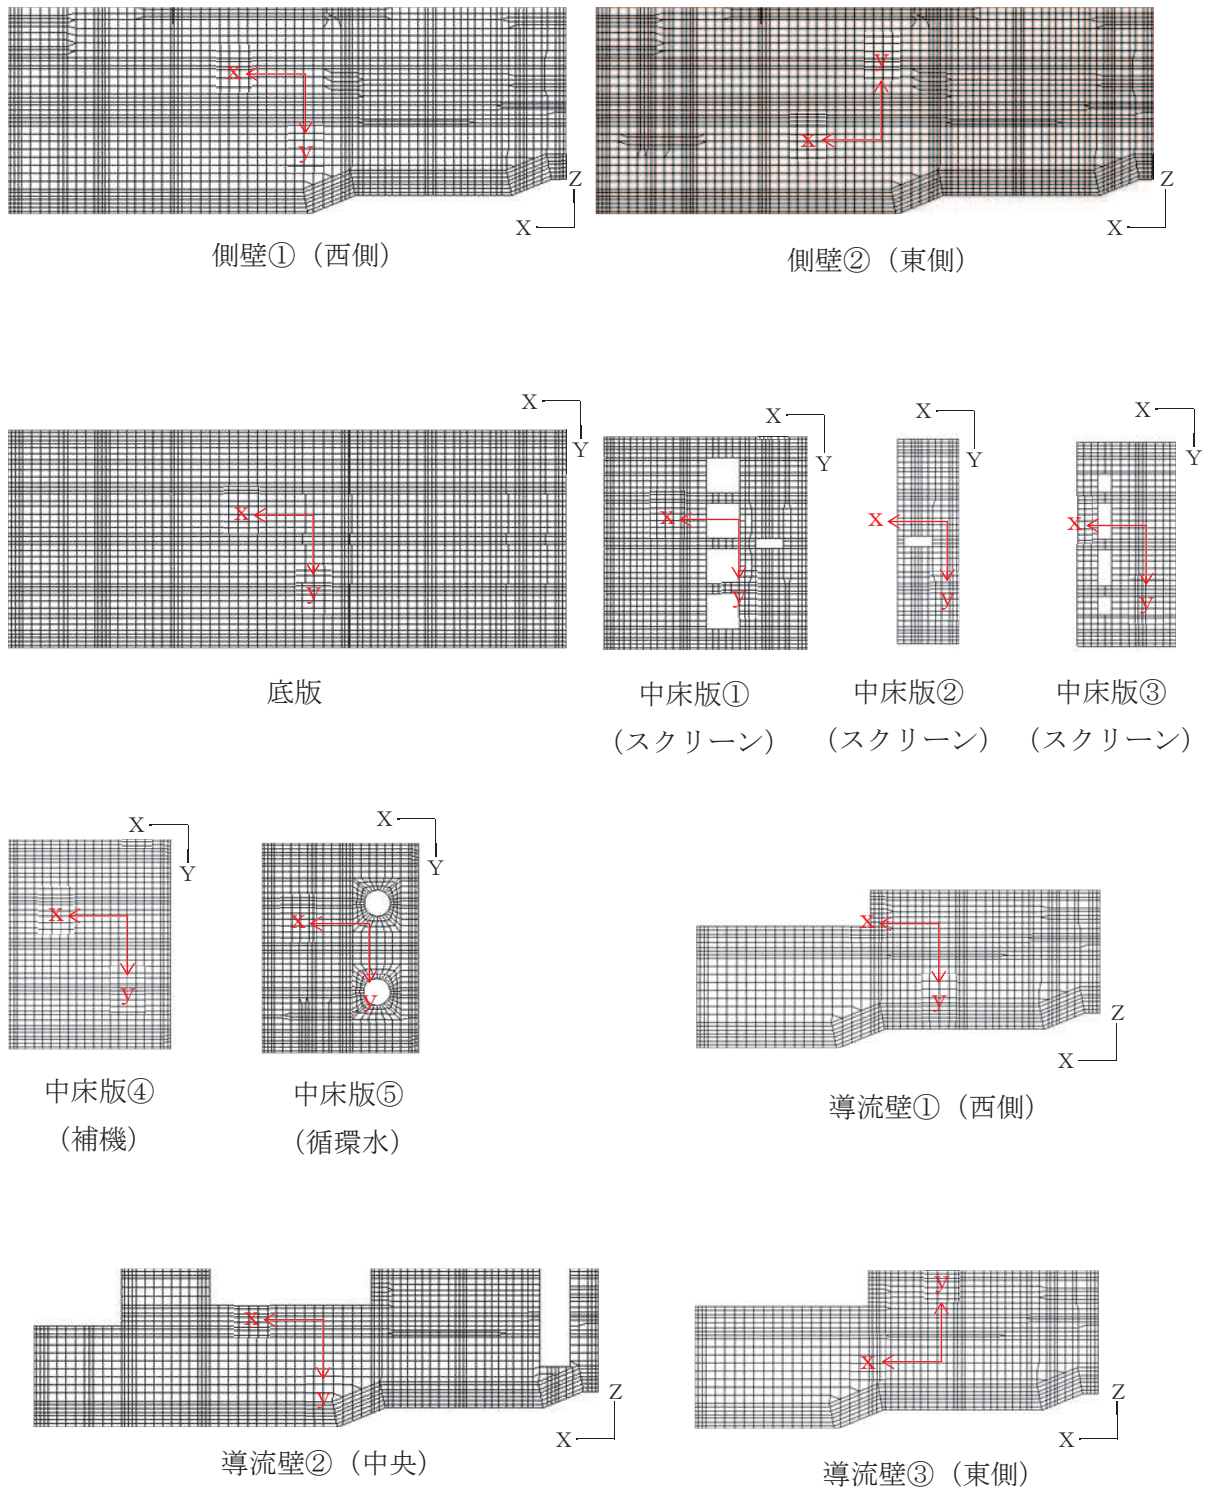 x
y
Z
X
側壁①（西側）
y
x
Z
X
側壁②（東側）
X
Y
x
y
底版
X
Y
x
y
中床版①
（スクリーン）
X
Y
x
y
中床版②
（スクリーン）
X
Y
x
y
中床版③
（スクリーン）
X
Y
x
y
中床版④
（補機）
X
Y
x
y
中床版⑤
（循環水）
x
y
Z
X
導流壁①（西側）
x
y
Z
X
導流壁②（中央）
y
x
Z
X
導流壁③（東側）